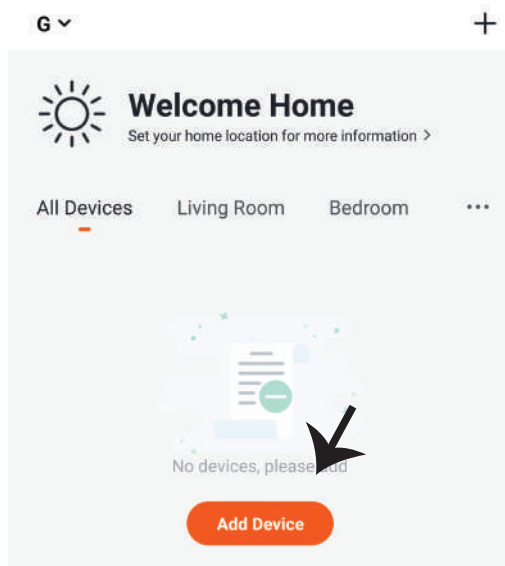 G
Welcome Home
Set your home location for more information >
All Devices Living Room Bedroom ...
No devices, please add
Add Device